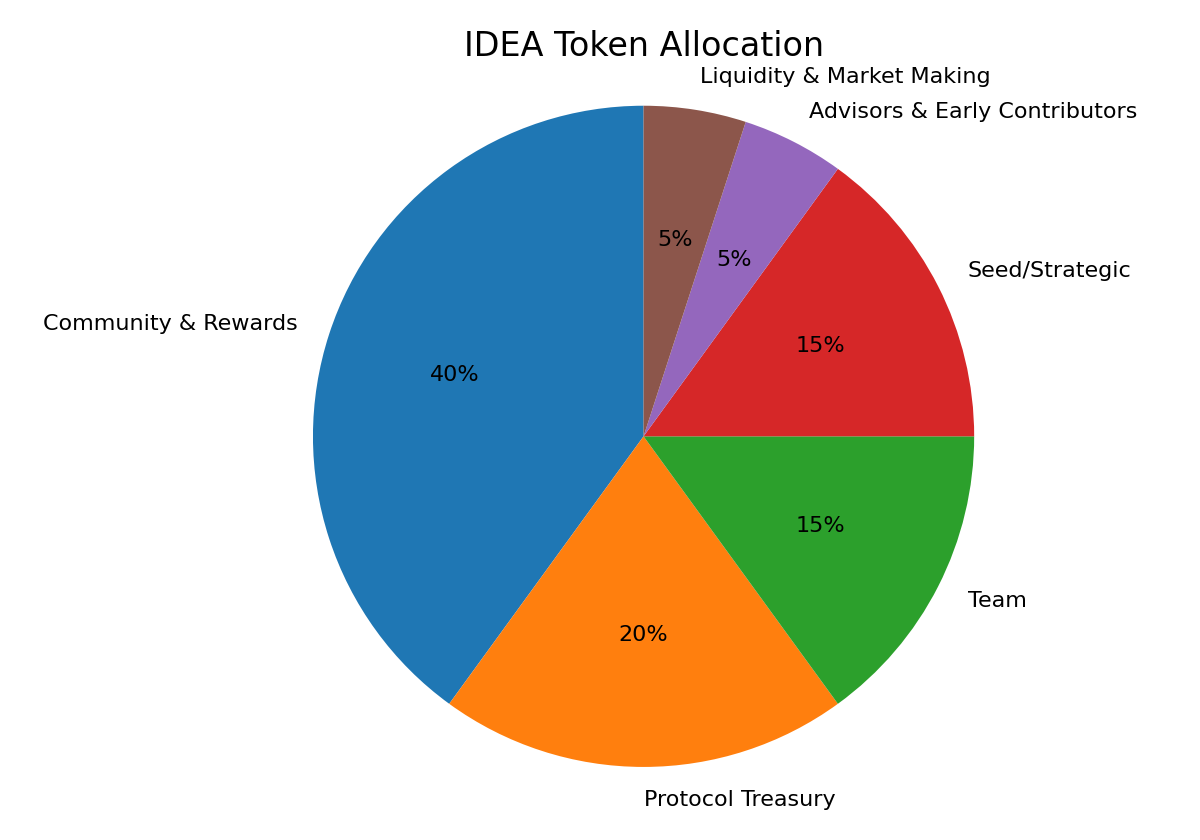 IDEA Token Allocation
Liquidity & Market Making
Advisors & Early Contributors
5%
5%
Seed/Strategic
Community & Rewards
15%
40%
15%
Team
20%
Protocol Treasury